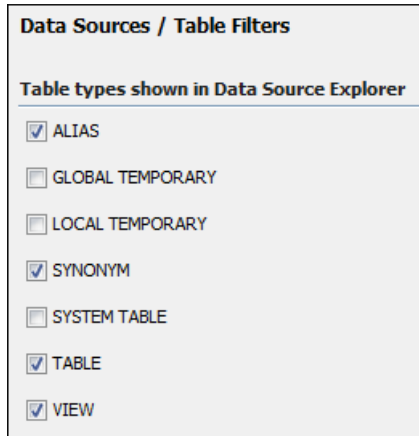 Data Sources / Table Filters
Table types shown in Data Source Explorer
ALIAS
GLOBAL TEMPORARY
LOCAL TEMPORARY
SYNONYM
SYSTEM TABLE
TABLE
VIEW